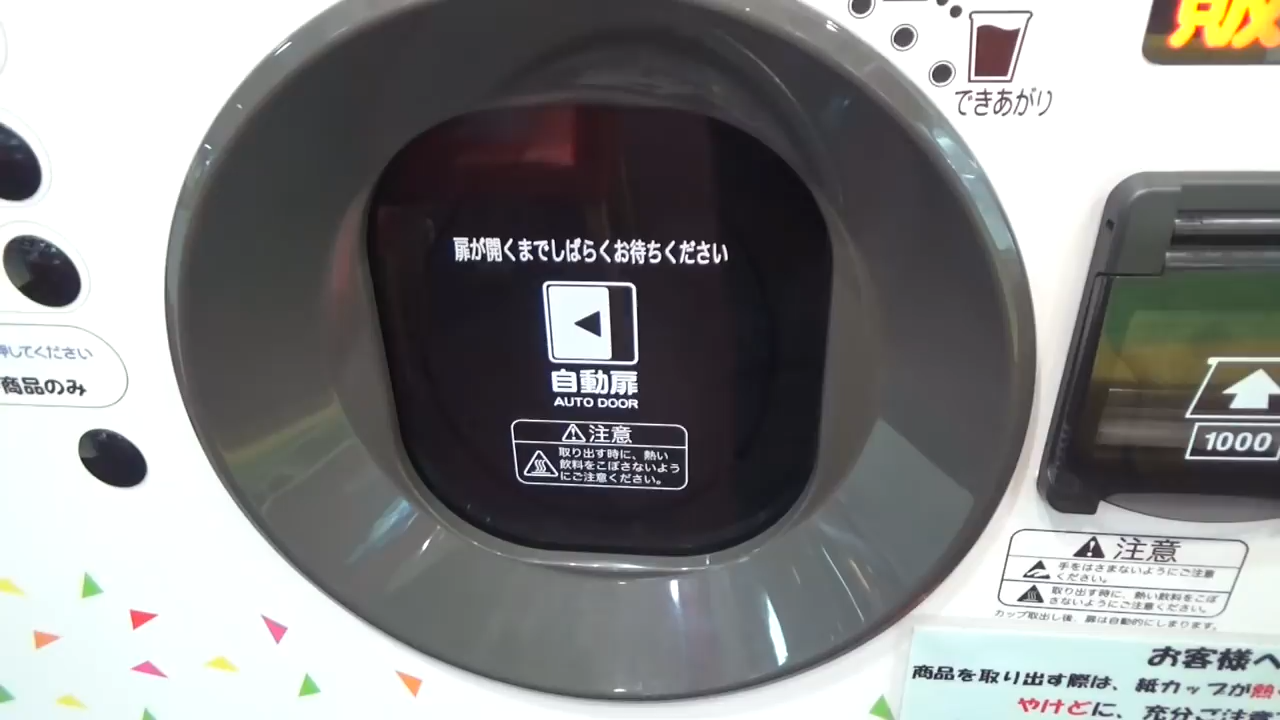 できあがり
扉が開くまでしばらくお待ちください
自動扉
AUTO DOOR
注意
取り出す時に、熱い
飲料をこぼさないよう
にご注意ください。
押してください
商品のみ
1000
注意
手をはさまないようにご注意
ください。
取り出す時に、熱い飲料をこぼ
さないようにご注意ください。
カップ取出し後、扉は自動的にしまります。
お客様へ
商品を取り出す際は、紙カップが熱
やけどに、充分ご注意